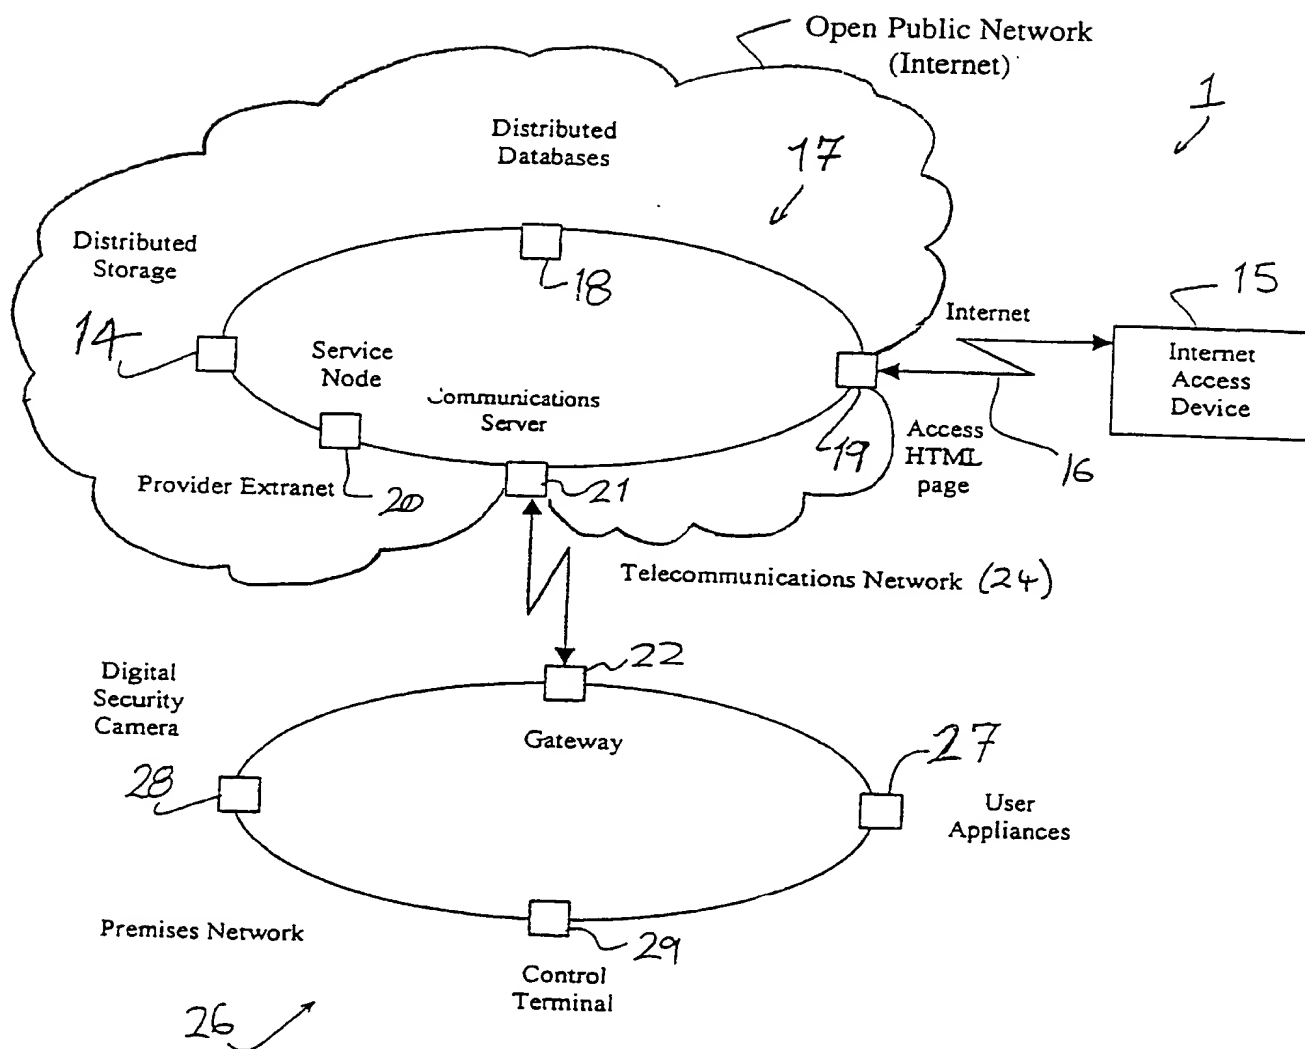 Open Public Network
(Internet)
1
Distributed
Databases
17
Distributed
Storage
18
15
Internet
14
Service
Node
Internet
Access
Device
Communications
Server
19
Access
HTML
page
16
Provider Extranet
20
21
Telecommunications Network (24)
22
Digital
Security
Camera
Gateway
27
28
User
Appliances
Premises Network
29
Control
Terminal
26